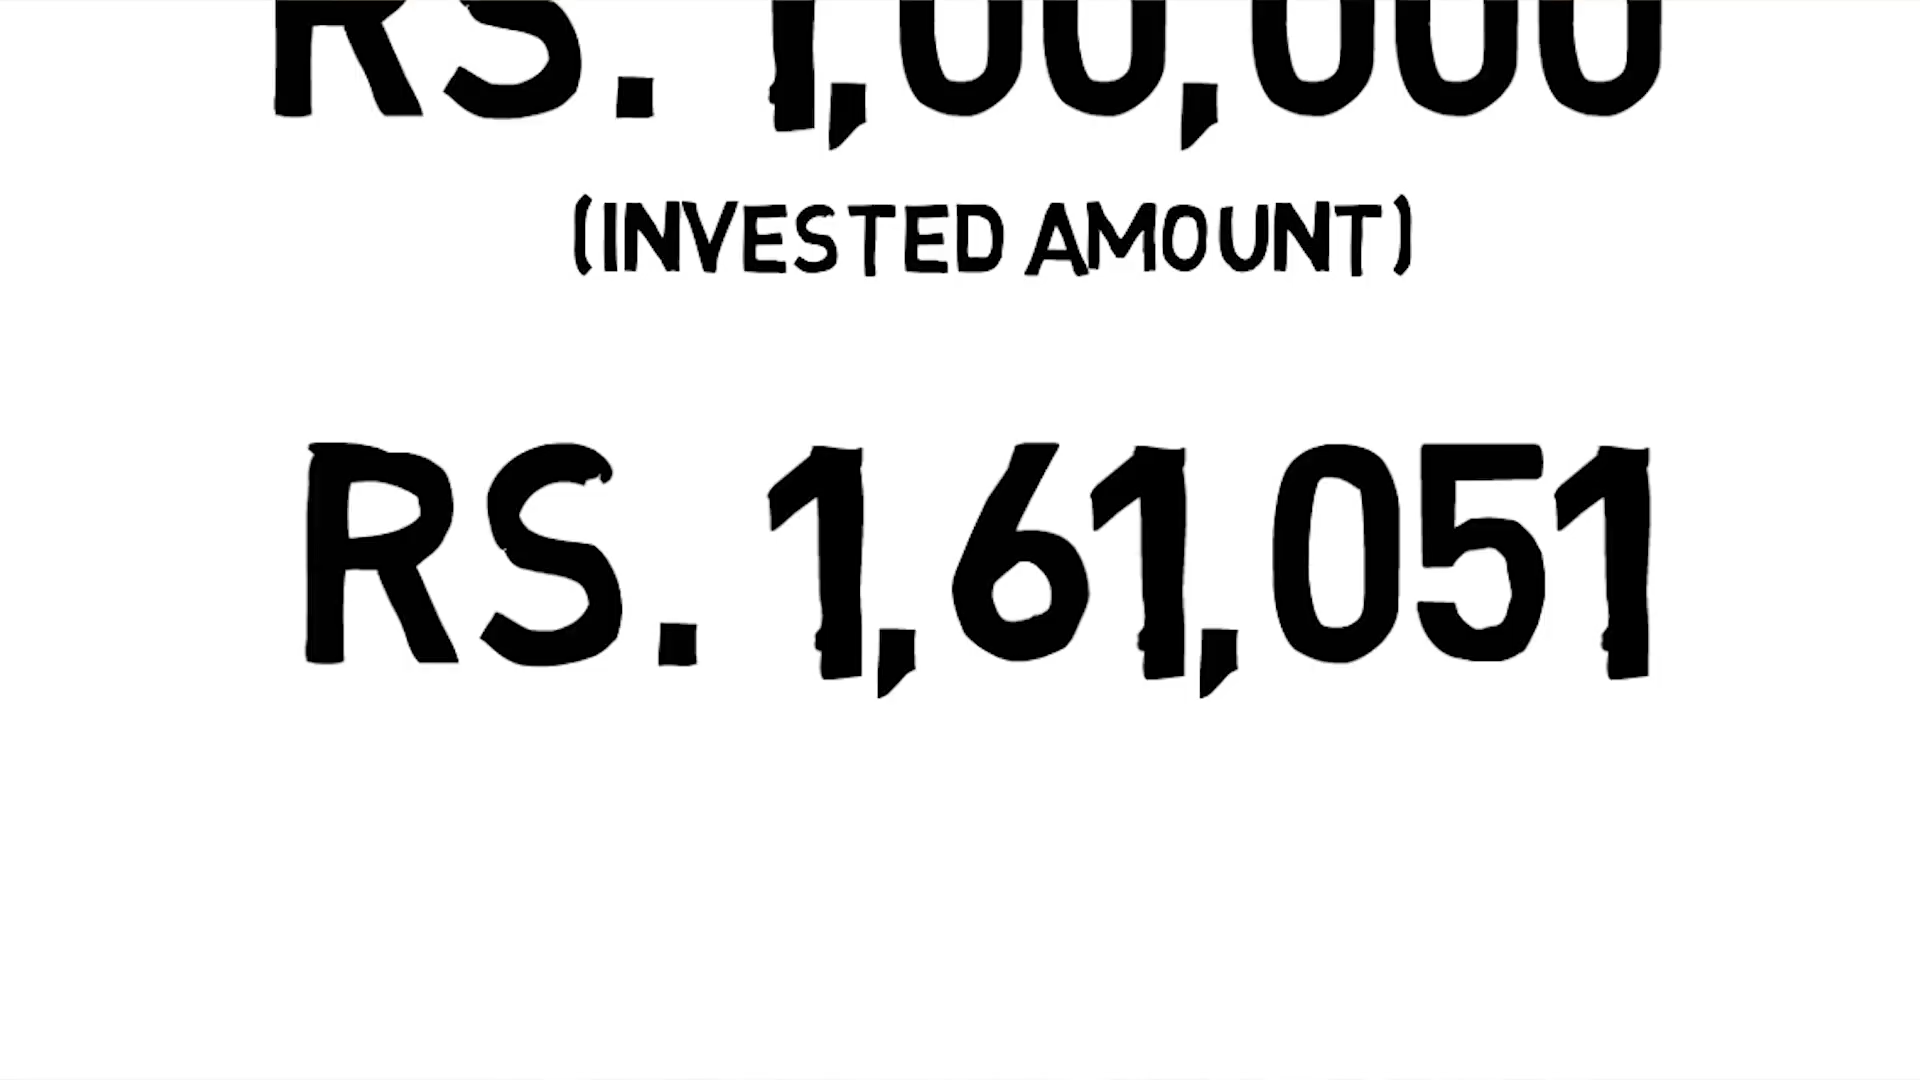 RS. 1,00,000
(INVESTED AMOUNT)
RS. 1,61,051